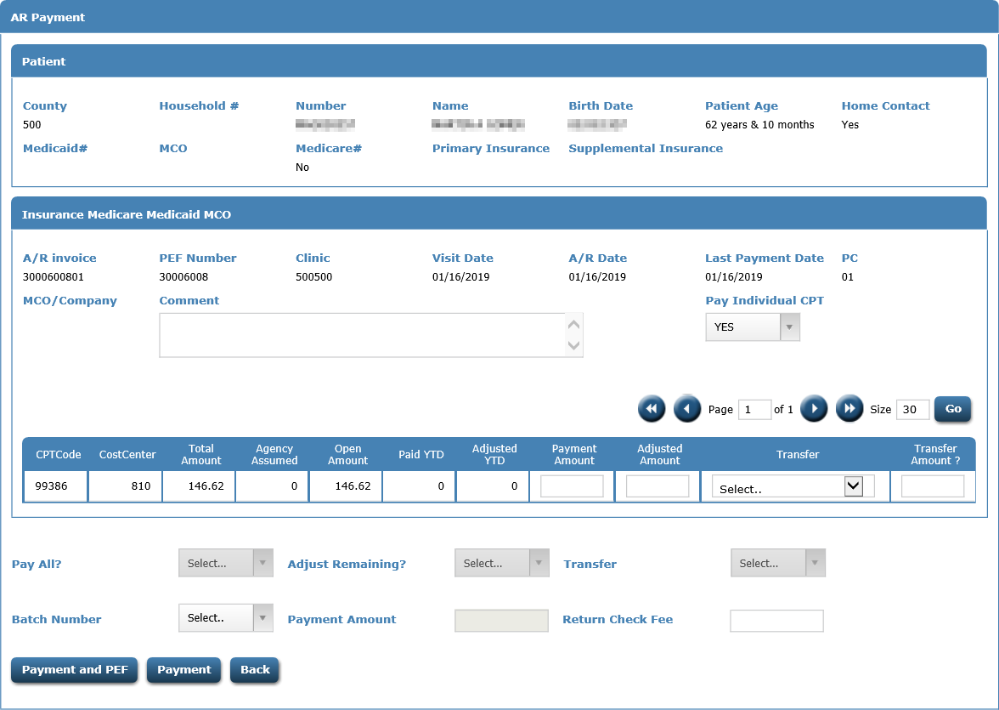 AR Payment
Patient
County Household # Number Name Birth Date Patient Age Home Contact
500 62 years & 10 months Yes
Medicaid# MCO Medicare# Primary Insurance Supplemental Insurance
No
Insurance Medicare Medicaid MCO
A/R invoice PEF Number Clinic Visit Date A/R Date Last Payment Date PC
3000600801 30006008 500500 01/16/2019 01/16/2019 01/16/2019 01
MCO/Company Comment Pay Individual CPT
YES
Page 1 of 1 Size 30 Go
CPTCode CostCenter Total Amount Agency Assumed Open Amount Paid YTD Adjusted YTD Payment Amount Adjusted Amount Transfer Transfer Amount ?
99386 810 146.62 0 146.62 0 0 Select..
Pay All? Select... Adjust Remaining? Select... Transfer Select...
Batch Number Select.. Payment Amount Return Check Fee
Payment and PEF Payment Back